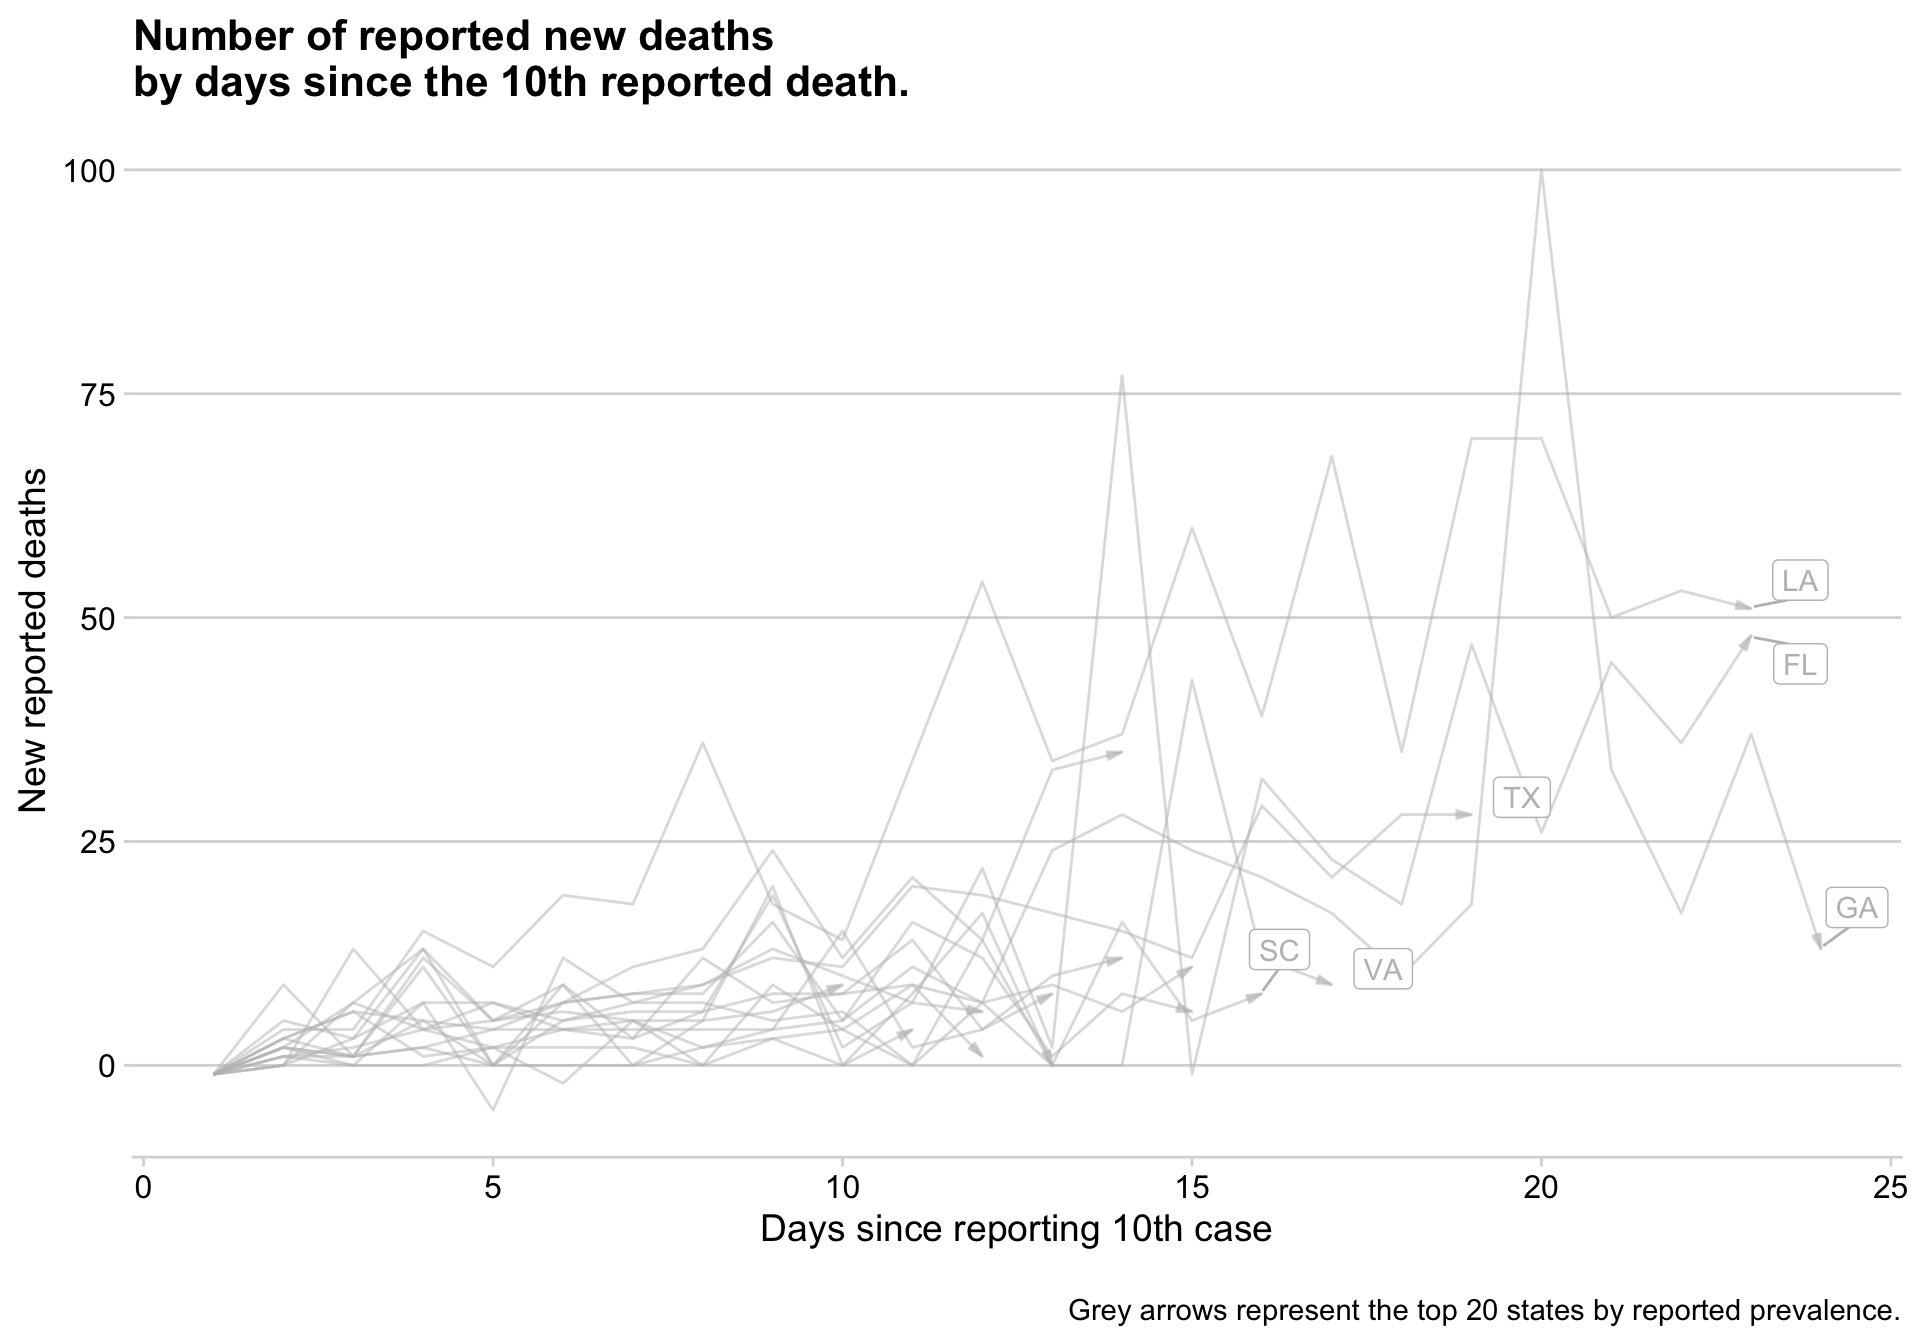 Number of reported new deaths
by days since the 10th reported death.
100
75
50
25
0
New reported deaths
LA
FL
TX
GA
SC
VA
0 5 10 15 20 25
Days since reporting 10th case
Grey arrows represent the top 20 states by reported prevalence.